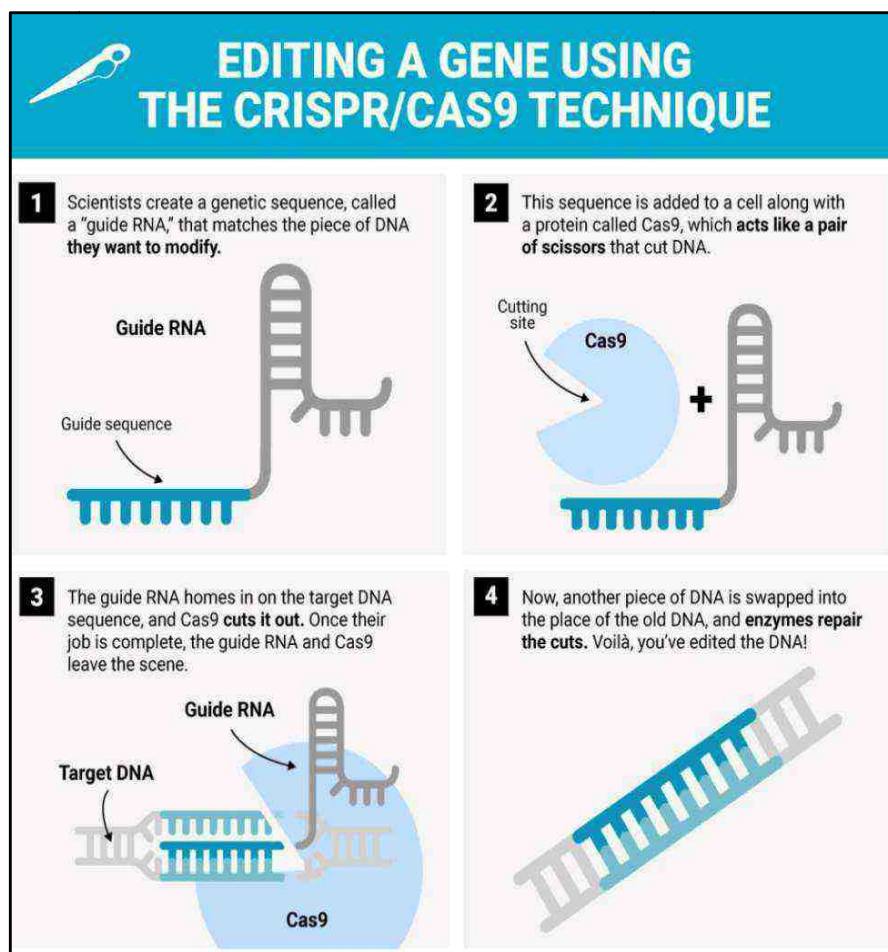 EDITING A GENE USING
THE CRISPR/CAS9 TECHNIQUE
1
Scientists create a genetic sequence, called
a “guide RNA,” that matches the piece of DNA
they want to modify.
Guide RNA
Guide sequence
2
This sequence is added to a cell along with
a protein called Cas9, which acts like a pair
of scissors that cut DNA.
Cutting
site
Cas9
+
3
The guide RNA homes in on the target DNA
sequence, and Cas9 cuts it out. Once their
job is complete, the guide RNA and Cas9
leave the scene.
Guide RNA
Target DNA
Cas9
4
Now, another piece of DNA is swapped into
the place of the old DNA, and enzymes repair
the cuts. Voilà, you’ve edited the DNA!